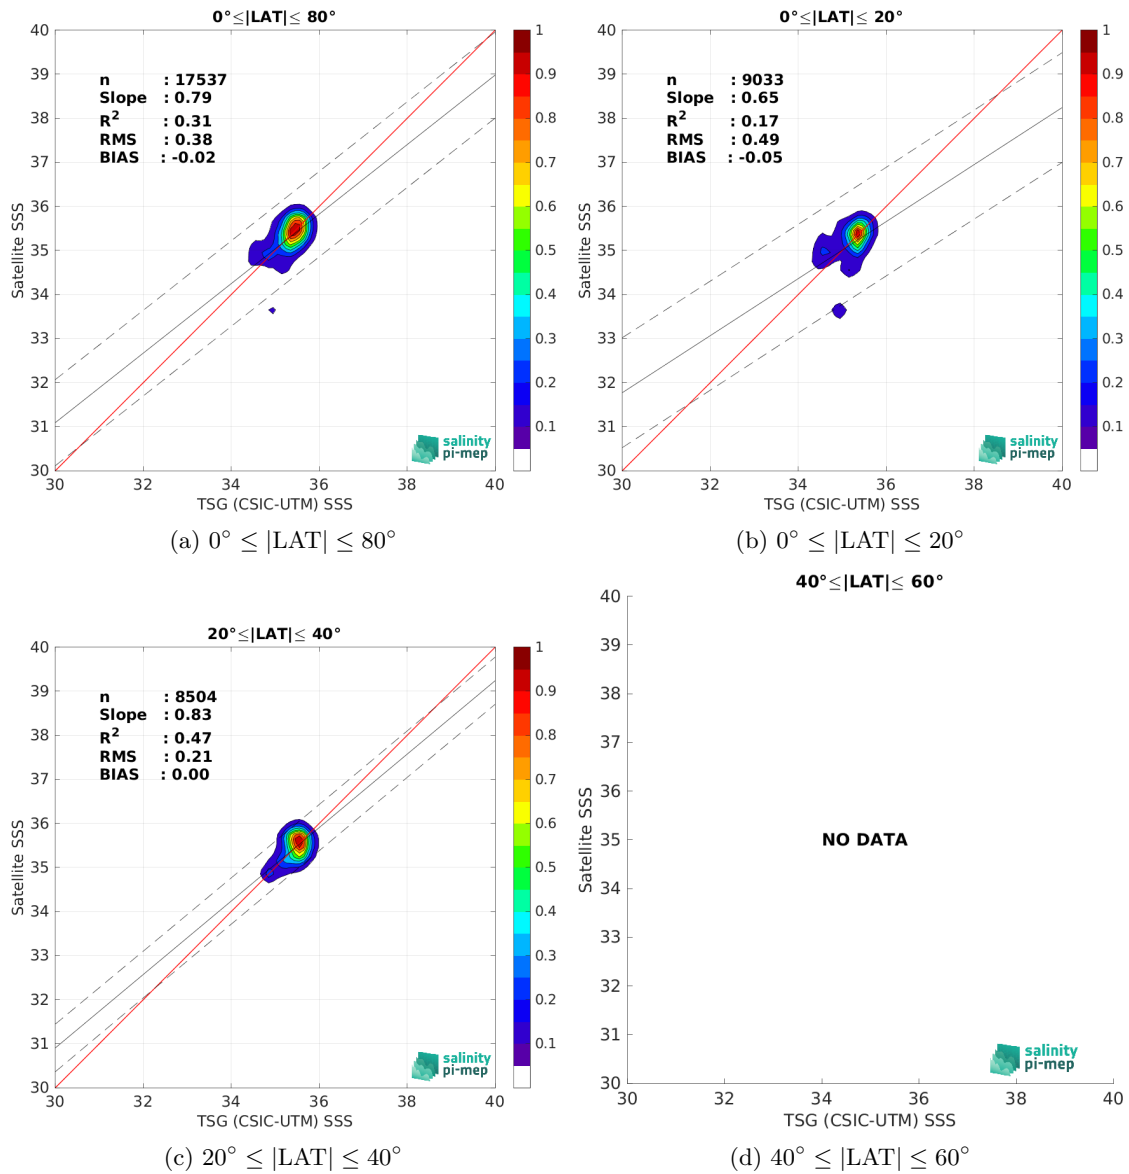 0°≤|LAT|≤ 80°
n : 17537
Slope : 0.79
R² : 0.31
RMS : 0.38
BIAS : -0.02
40
39
38
37
36
35
34
33
32
31
30
Satellite SSS
30 32 34 36 38 40
TSG (CSIC-UTM) SSS
1
0.9
0.8
0.7
0.6
0.5
0.4
0.3
0.2
0.1
salinity
pi-mep
(a) 0° ≤ |LAT| ≤ 80°
0°≤|LAT|≤ 20°
n : 9033
Slope : 0.65
R² : 0.17
RMS : 0.49
BIAS : -0.05
40
39
38
37
36
35
34
33
32
31
30
Satellite SSS
30 32 34 36 38 40
TSG (CSIC-UTM) SSS
1
0.9
0.8
0.7
0.6
0.5
0.4
0.3
0.2
0.1
salinity
pi-mep
(b) 0° ≤ |LAT| ≤ 20°
20°≤|LAT|≤ 40°
n : 8504
Slope : 0.83
R² : 0.47
RMS : 0.21
BIAS : 0.00
40
39
38
37
36
35
34
33
32
31
30
Satellite SSS
30 32 34 36 38 40
TSG (CSIC-UTM) SSS
1
0.9
0.8
0.7
0.6
0.5
0.4
0.3
0.2
0.1
salinity
pi-mep
(c) 20° ≤ |LAT| ≤ 40°
40°≤|LAT|≤ 60°
40
39
38
37
36
35
34
33
32
31
30
Satellite SSS
NO DATA
30 32 34 36 38 40
TSG (CSIC-UTM) SSS
salinity
pi-mep
(d) 40° ≤ |LAT| ≤ 60°